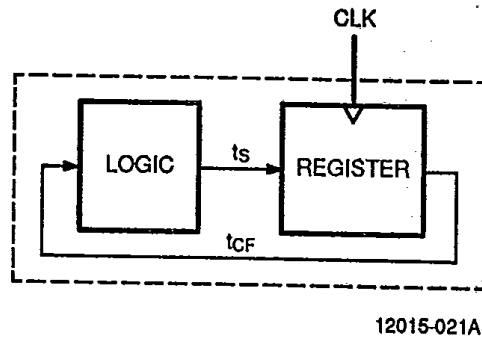 CLK
LOGIC
tS
REGISTER
tCF
12015-021A